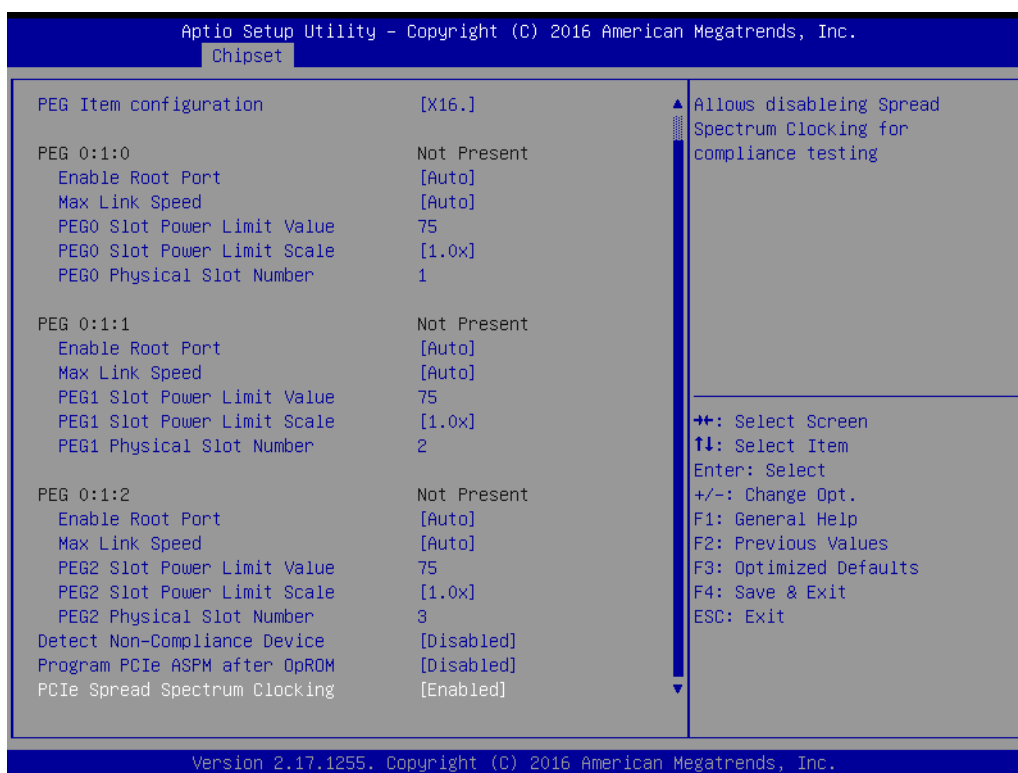 Aptio Setup Utility – Copyright (C) 2016 American Megatrends, Inc.
Chipset
PEG Item configuration [X16.]
PEG 0:1:0 Not Present
Enable Root Port [Auto]
Max Link Speed [Auto]
PEG0 Slot Power Limit Value 75
PEG0 Slot Power Limit Scale [1.0x]
PEG0 Physical Slot Number 1
PEG 0:1:1 Not Present
Enable Root Port [Auto]
Max Link Speed [Auto]
PEG1 Slot Power Limit Value 75
PEG1 Slot Power Limit Scale [1.0x]
PEG1 Physical Slot Number 2
PEG 0:1:2 Not Present
Enable Root Port [Auto]
Max Link Speed [Auto]
PEG2 Slot Power Limit Value 75
PEG2 Slot Power Limit Scale [1.0x]
PEG2 Physical Slot Number 3
Detect Non-Compliance Device [Disabled]
Program PCIe ASPM after OpROM [Disabled]
PCIe Spread Spectrum Clocking [Enabled]
Allows disableing Spread
Spectrum Clocking for
compliance testing
→←: Select Screen
↑↓: Select Item
Enter: Select
+/-: Change Opt.
F1: General Help
F2: Previous Values
F3: Optimized Defaults
F4: Save & Exit
ESC: Exit
Version 2.17.1255. Copyright (C) 2016 American Megatrends, Inc.